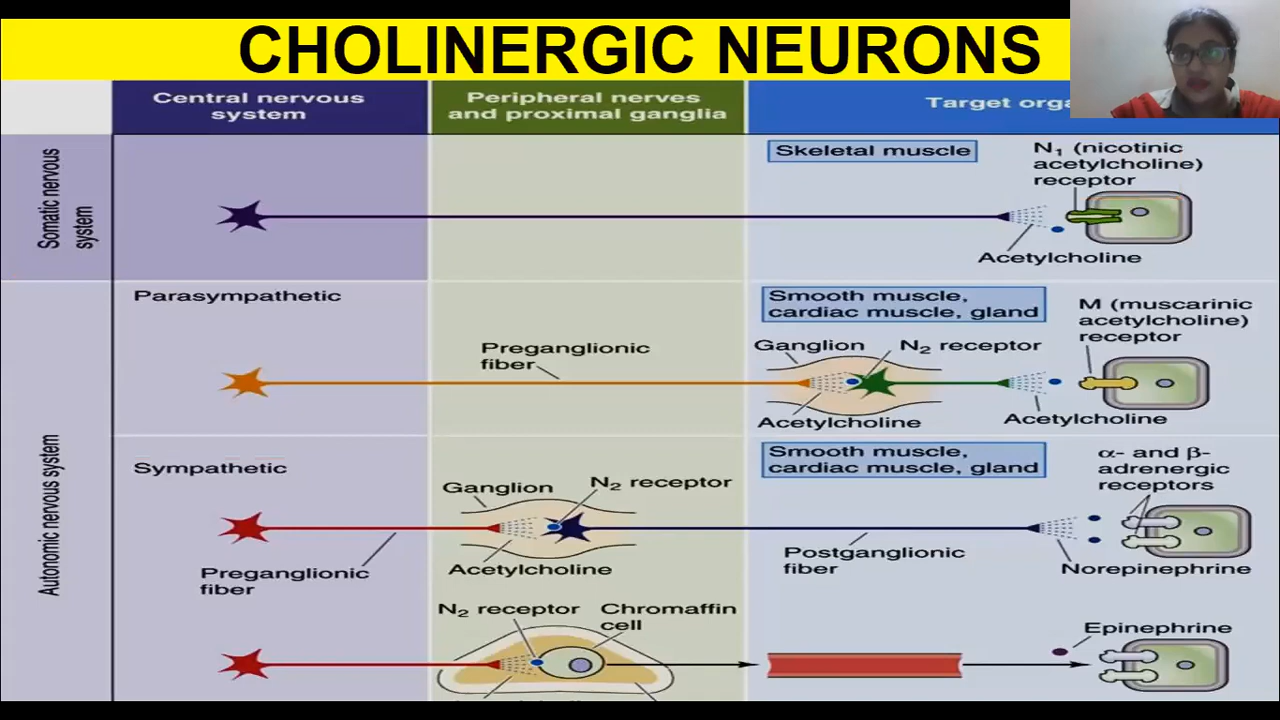 CHOLINERGIC NEURONS
Central nervous
system
Peripheral nerves
and proximal ganglia
Target orga
Somatic nervous
system
Skeletal muscle
N1 (nicotinic
acetylcholine)
receptor
Acetylcholine
Autonomic nervous system
Parasympathetic
Preganglionic
fiber
Smooth muscle,
cardiac muscle, gland
Ganglion
N2 receptor
Acetylcholine
M (muscarinic
acetylcholine)
receptor
Acetylcholine
Sympathetic
Preganglionic
fiber
Ganglion
N2 receptor
Acetylcholine
Smooth muscle,
cardiac muscle, gland
Postganglionic
fiber
α- and β-
adrenergic
receptors
Norepinephrine
N2 receptor
Chromaffin
cell
Epinephrine